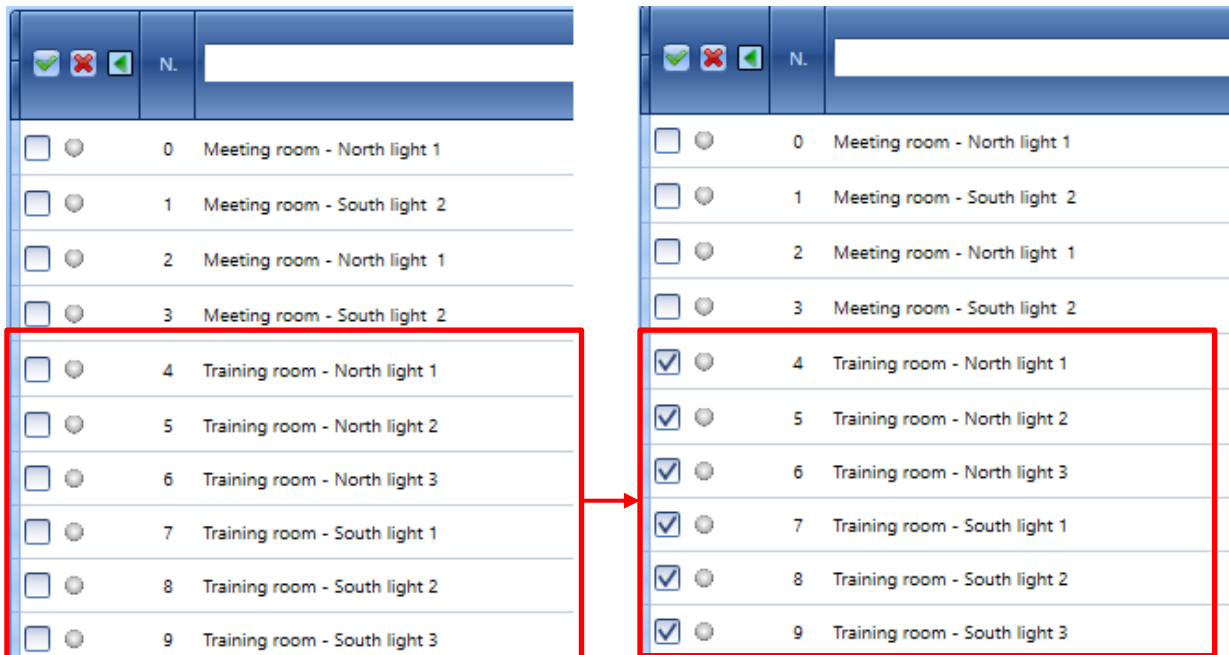 N.
0 Meeting room - North light 1
1 Meeting room - South light 2
2 Meeting room - North light 1
3 Meeting room - South light 2
4 Training room - North light 1
5 Training room - North light 2
6 Training room - North light 3
7 Training room - South light 1
8 Training room - South light 2
9 Training room - South light 3
N.
0 Meeting room - North light 1
1 Meeting room - South light 2
2 Meeting room - North light 1
3 Meeting room - South light 2
4 Training room - North light 1
5 Training room - North light 2
6 Training room - North light 3
7 Training room - South light 1
8 Training room - South light 2
9 Training room - South light 3